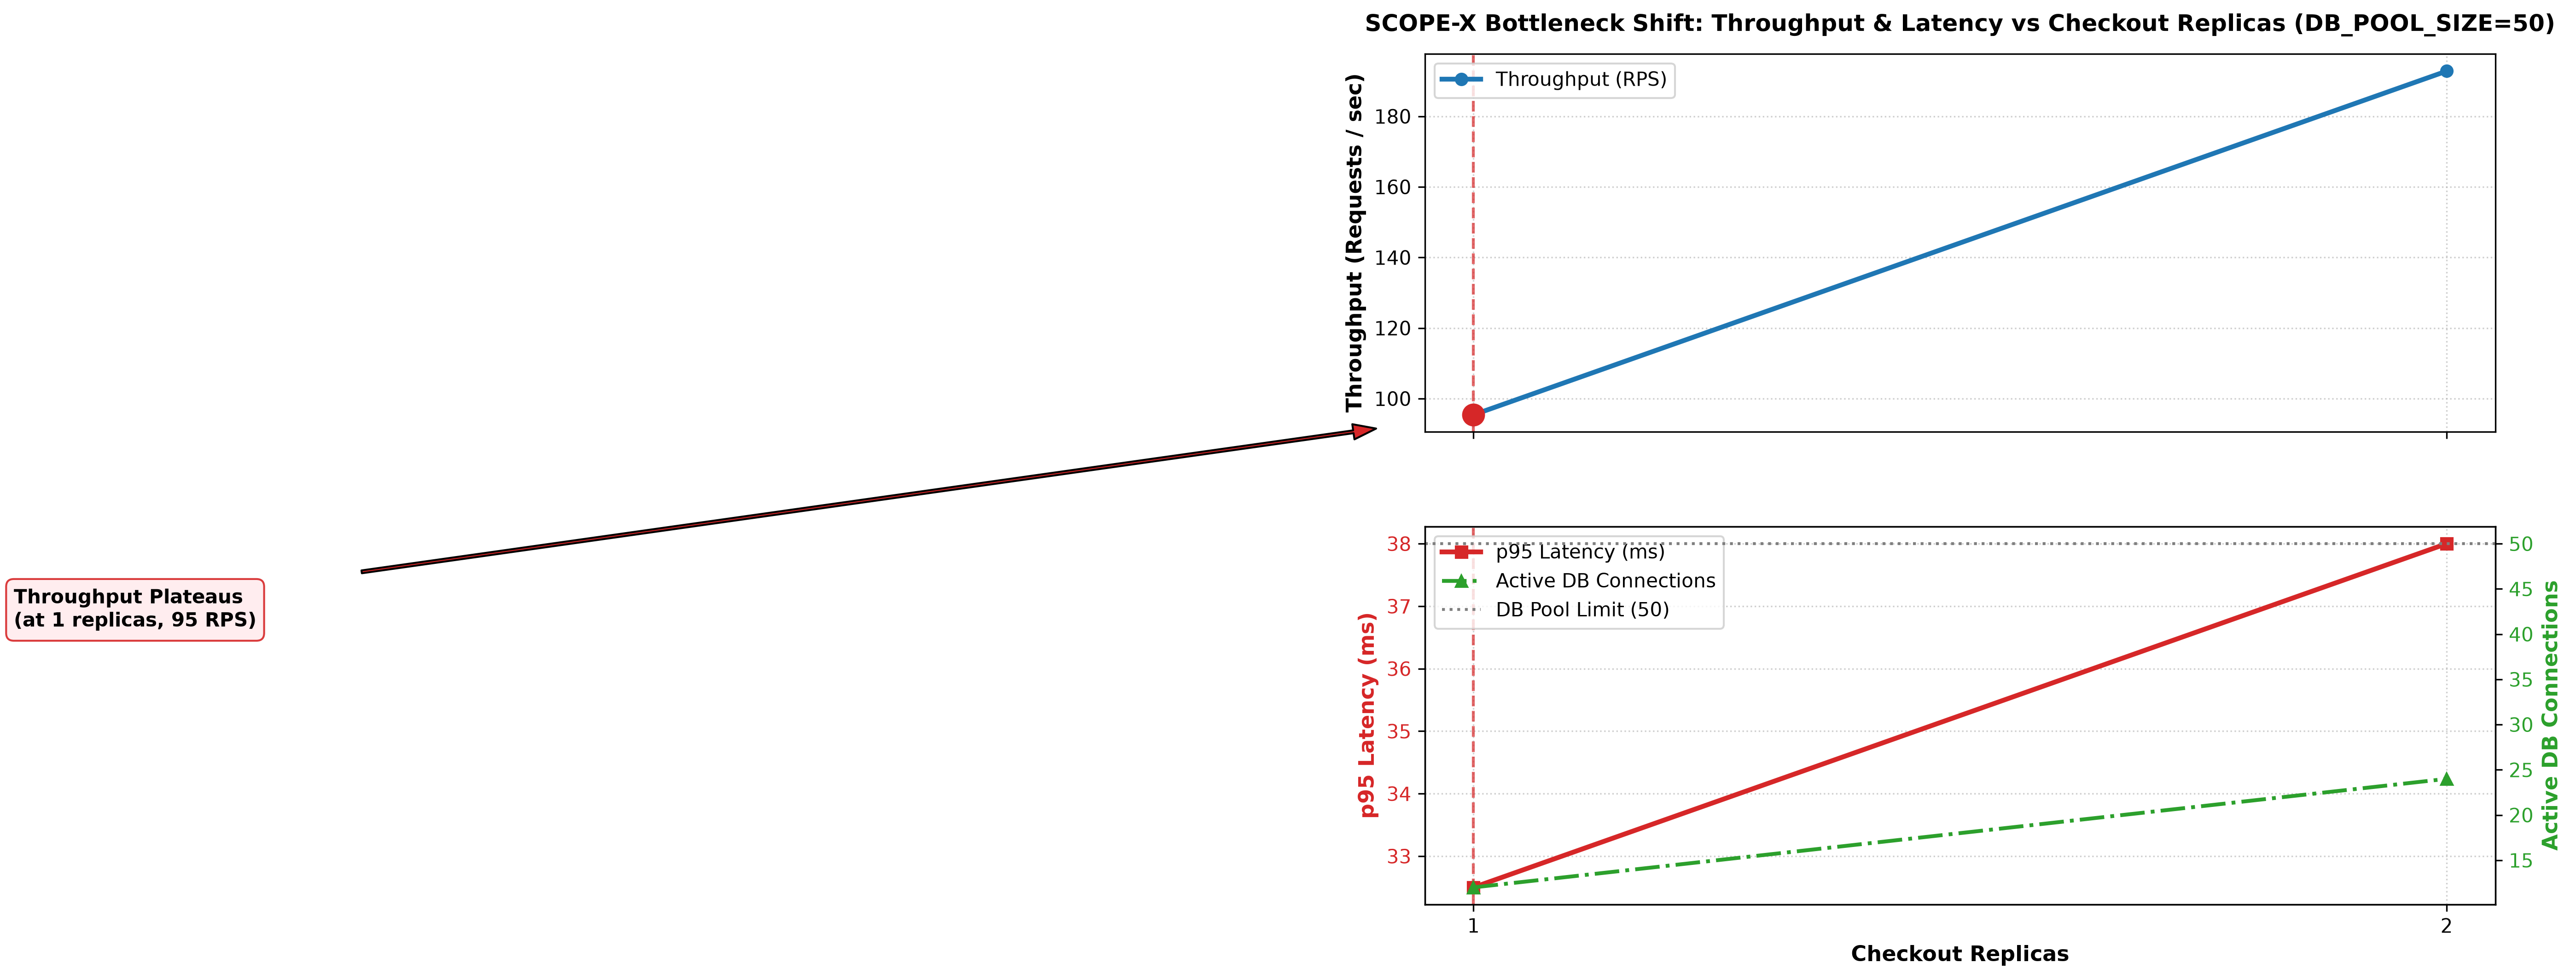 SCOPE-X Bottleneck Shift: Throughput & Latency vs Checkout Replicas (DB_POOL_SIZE=50)
Throughput (RPS)
Throughput (Requests / sec)
180
160
140
120
100
Throughput Plateaus
(at 1 replicas, 95 RPS)
p95 Latency (ms)
Active DB Connections
DB Pool Limit (50)
p95 Latency (ms)
38
37
36
35
34
33
50
45
40
35
30
25
20
15
Active DB Connections
1
2
Checkout Replicas